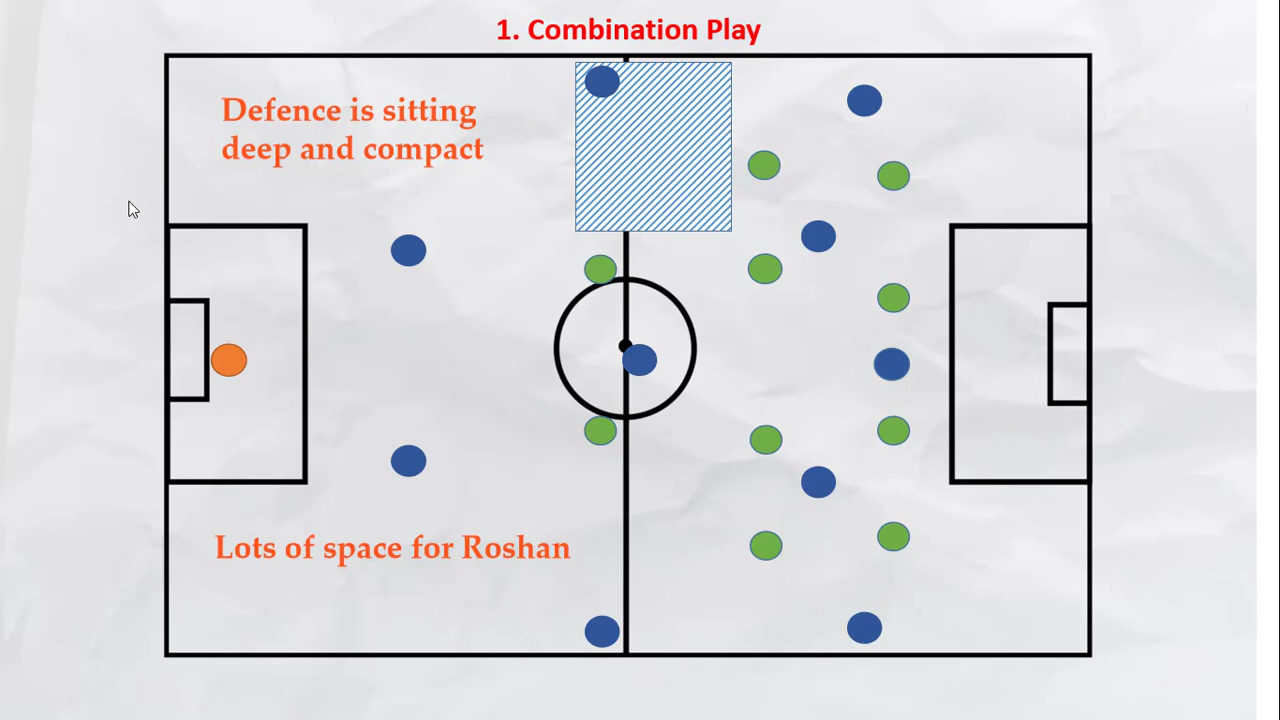 1. Combination Play
Defence is sitting
deep and compact
Lots of space for Roshan